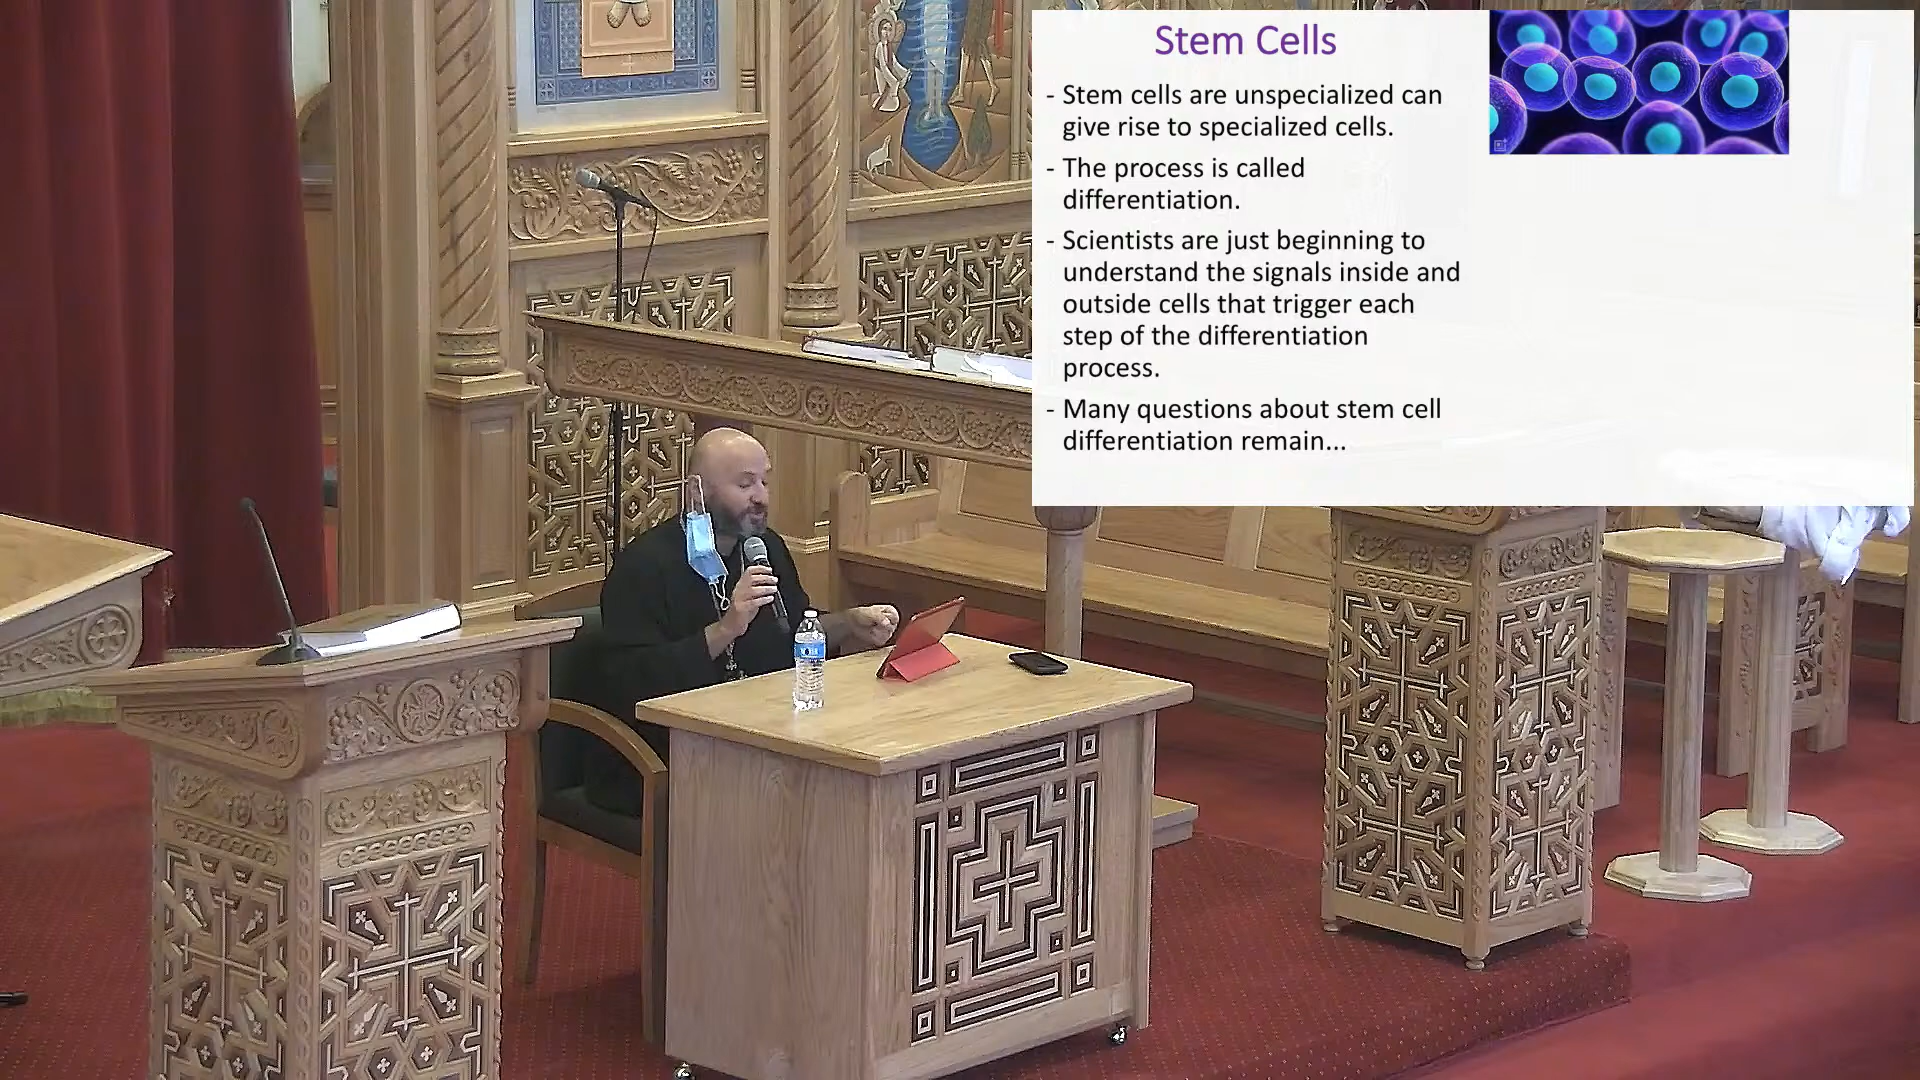 Stem Cells
- Stem cells are unspecialized can
give rise to specialized cells.
- The process is called
differentiation.
- Scientists are just beginning to
understand the signals inside and
outside cells that trigger each
step of the differentiation
process.
- Many questions about stem cell
differentiation remain...